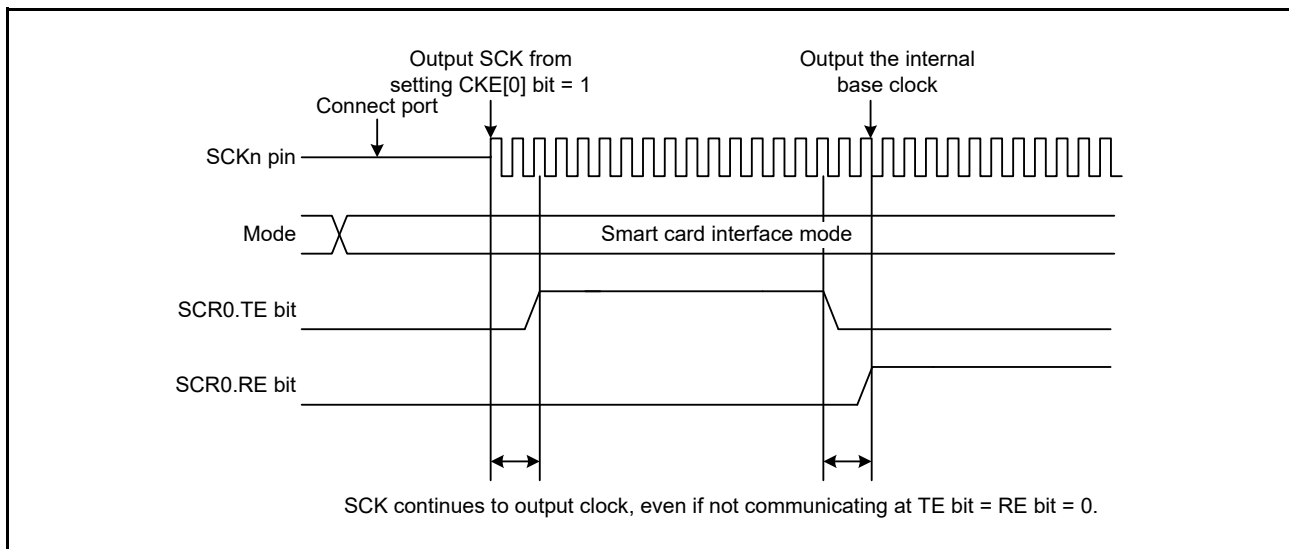 Output SCK from
setting CKE[0] bit = 1
Output the internal
base clock
Connect port
SCKn pin
Mode
Smart card interface mode
SCR0.TE bit
SCR0.RE bit
SCK continues to output clock, even if not communicating at TE bit = RE bit = 0.